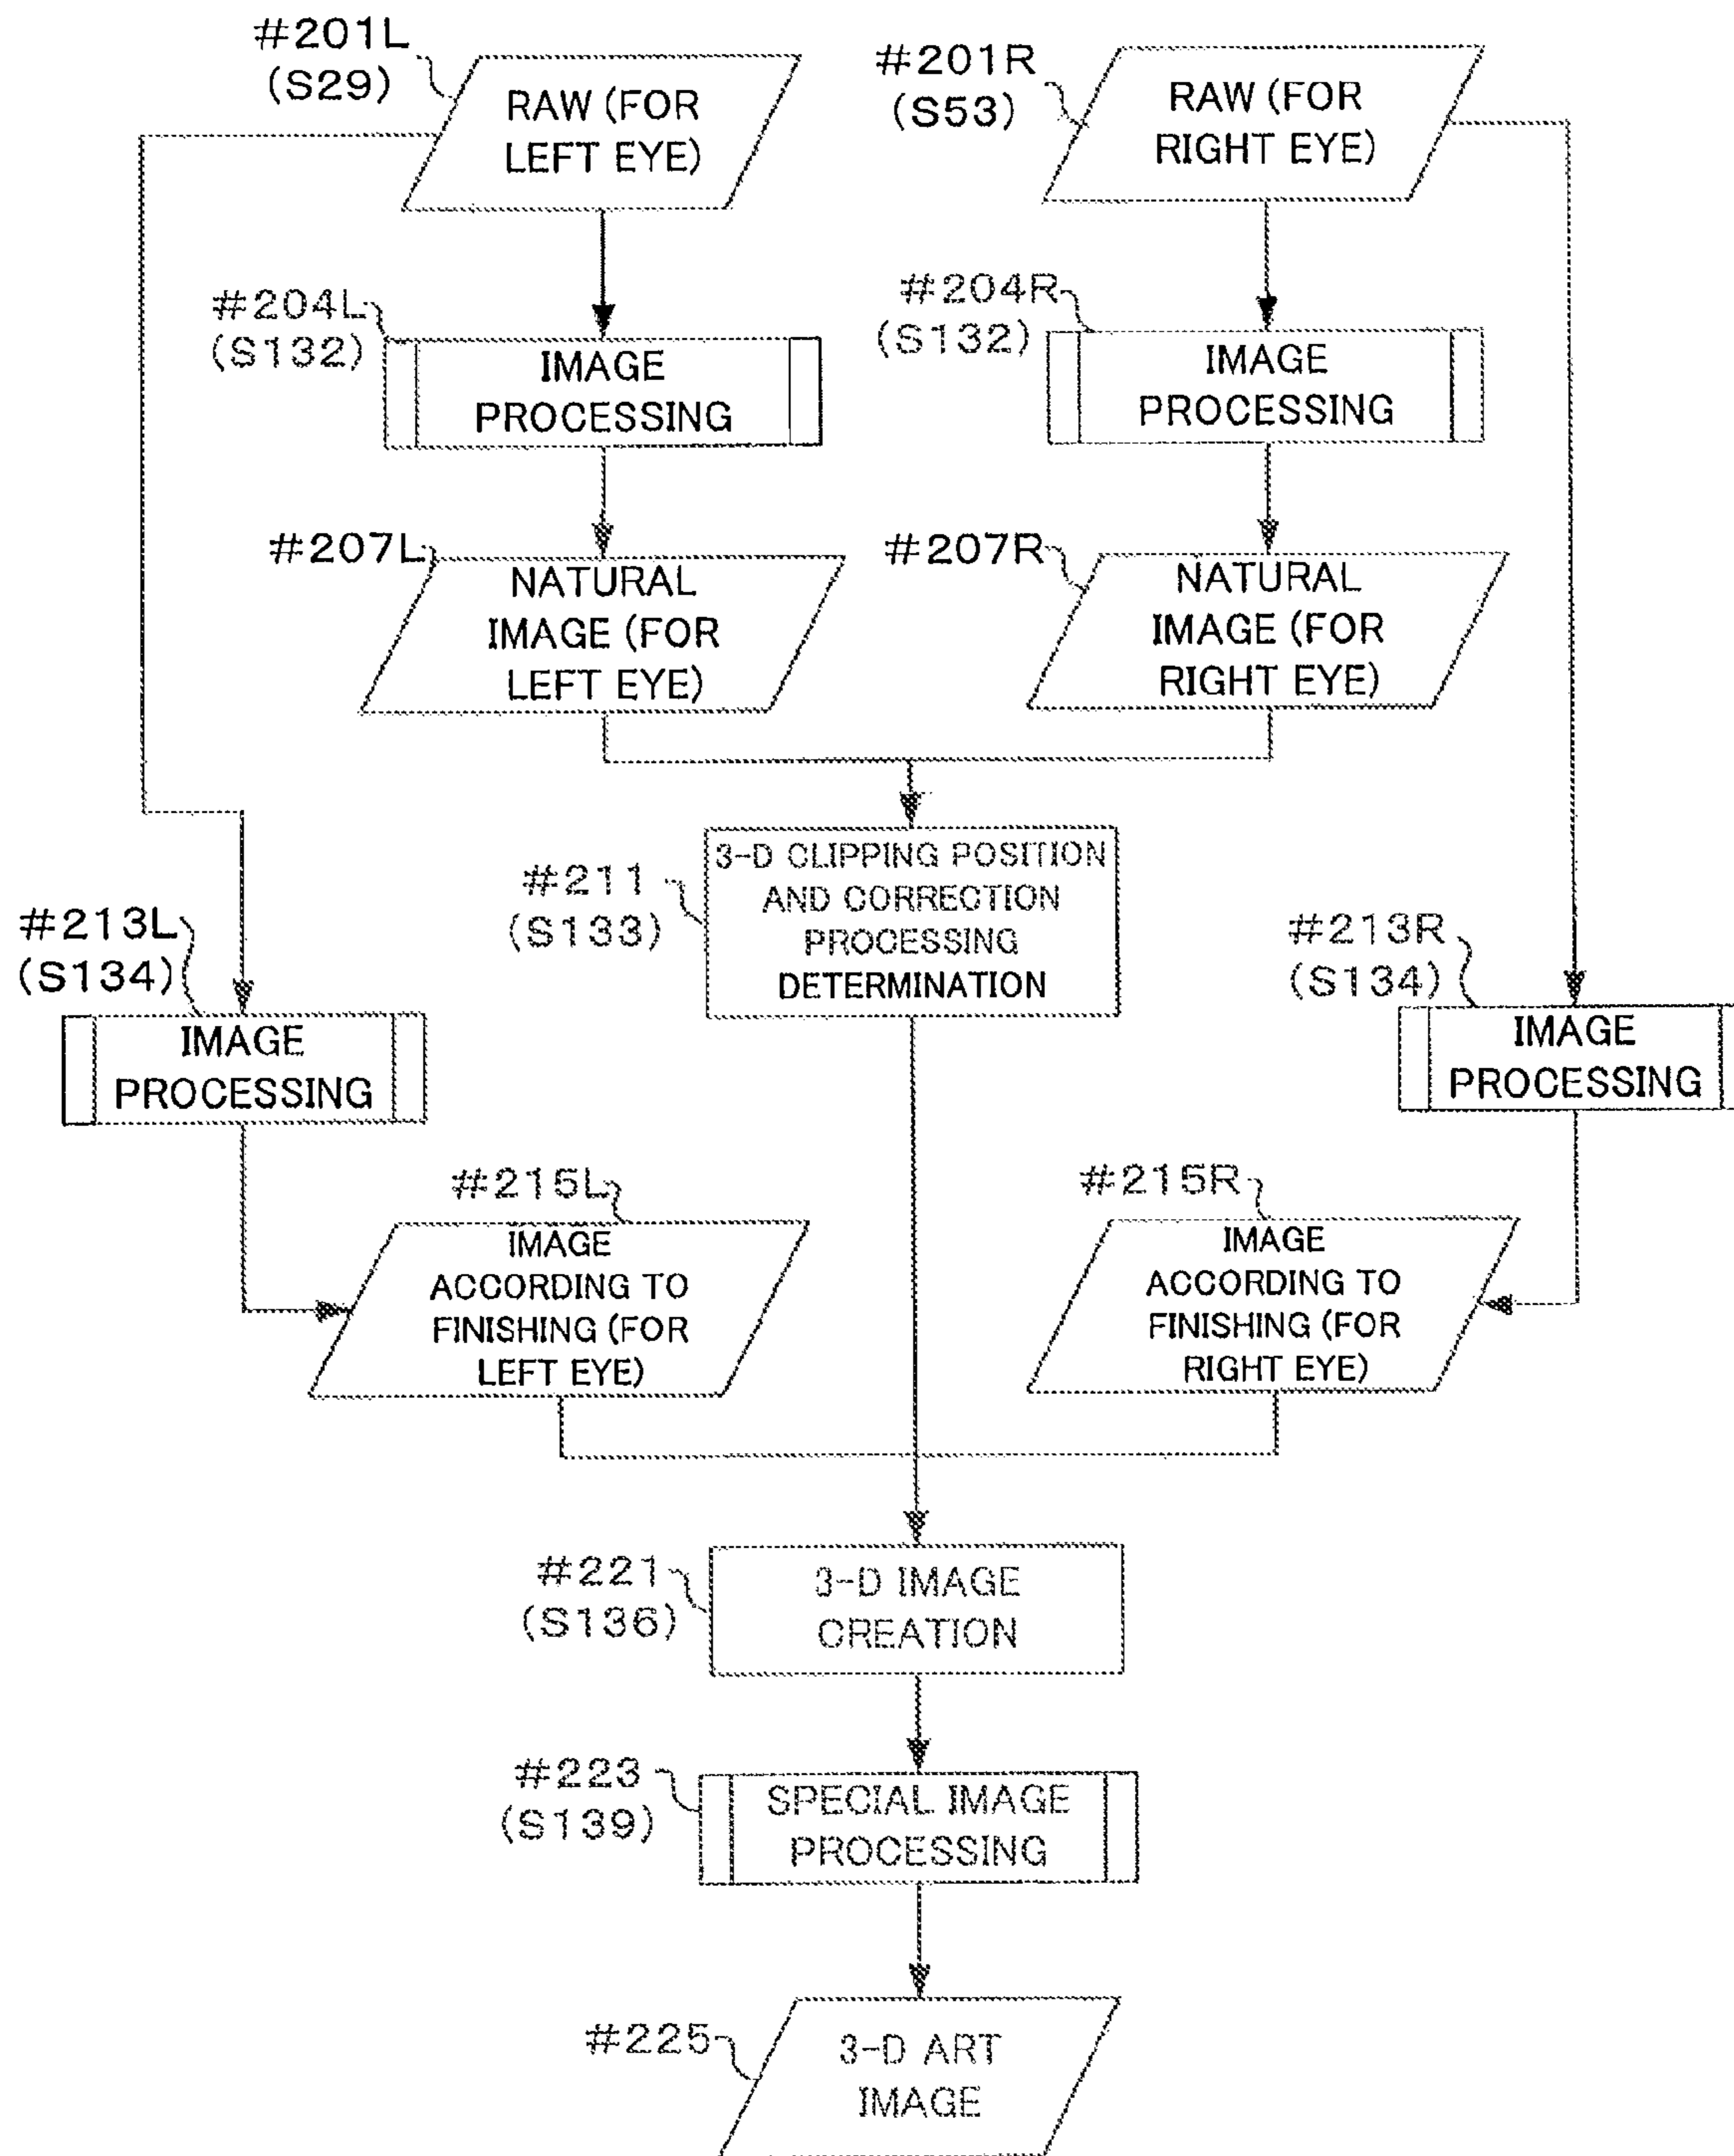 #201L
(S29)
RAW (FOR
LEFT EYE)
#201R
(S53)
RAW (FOR
RIGHT EYE)
#204L
(S132)
IMAGE
PROCESSING
#204R
(S132)
IMAGE
PROCESSING
#207L
NATURAL
IMAGE (FOR
LEFT EYE)
#207R
NATURAL
IMAGE (FOR
RIGHT EYE)
#211
(S133)
3-D CLIPPING POSITION
AND CORRECTION
PROCESSING
DETERMINATION
#213L
(S134)
IMAGE
PROCESSING
#213R
(S134)
IMAGE
PROCESSING
#215L
IMAGE
ACCORDING TO
FINISHING (FOR
LEFT EYE)
#215R
IMAGE
ACCORDING TO
FINISHING (FOR
RIGHT EYE)
#221
(S136)
3-D IMAGE
CREATION
#223
(S139)
SPECIAL IMAGE
PROCESSING
#225
3-D ART
IMAGE